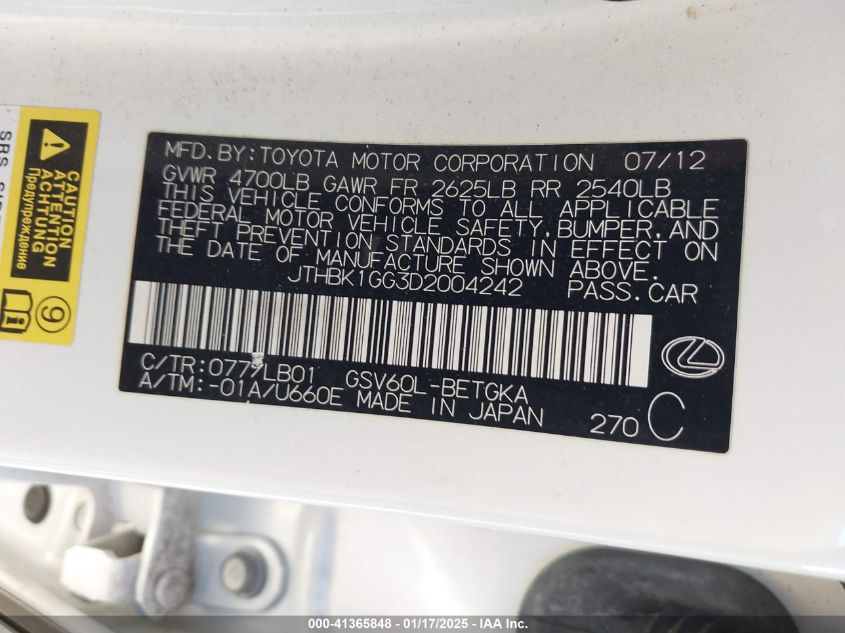 MFD. BY: TOYOTA MOTOR CORPORATION 07/12
GVWR 4700LB GAWR FR 2625LB RR 2540LB
THIS VEHICLE CONFORMS TO ALL APPLICABLE
FEDERAL MOTOR VEHICLE SAFETY, BUMPER, AND
THEFT PREVENTION STANDARDS IN EFFECT ON
THE DATE OF MANUFACTURE SHOWN ABOVE.
JTHBK1GG3D2004242 PASS.CAR
C/TR: LB01 GSV60L-BETGKA
A/TM:-01A/U660E MADE IN JAPAN
270 C
CAUTION
ATTENTION
ACHTUNG
Предупреждение
9
SRS
000-41365848 - 01/17/2025 - IAA Inc.